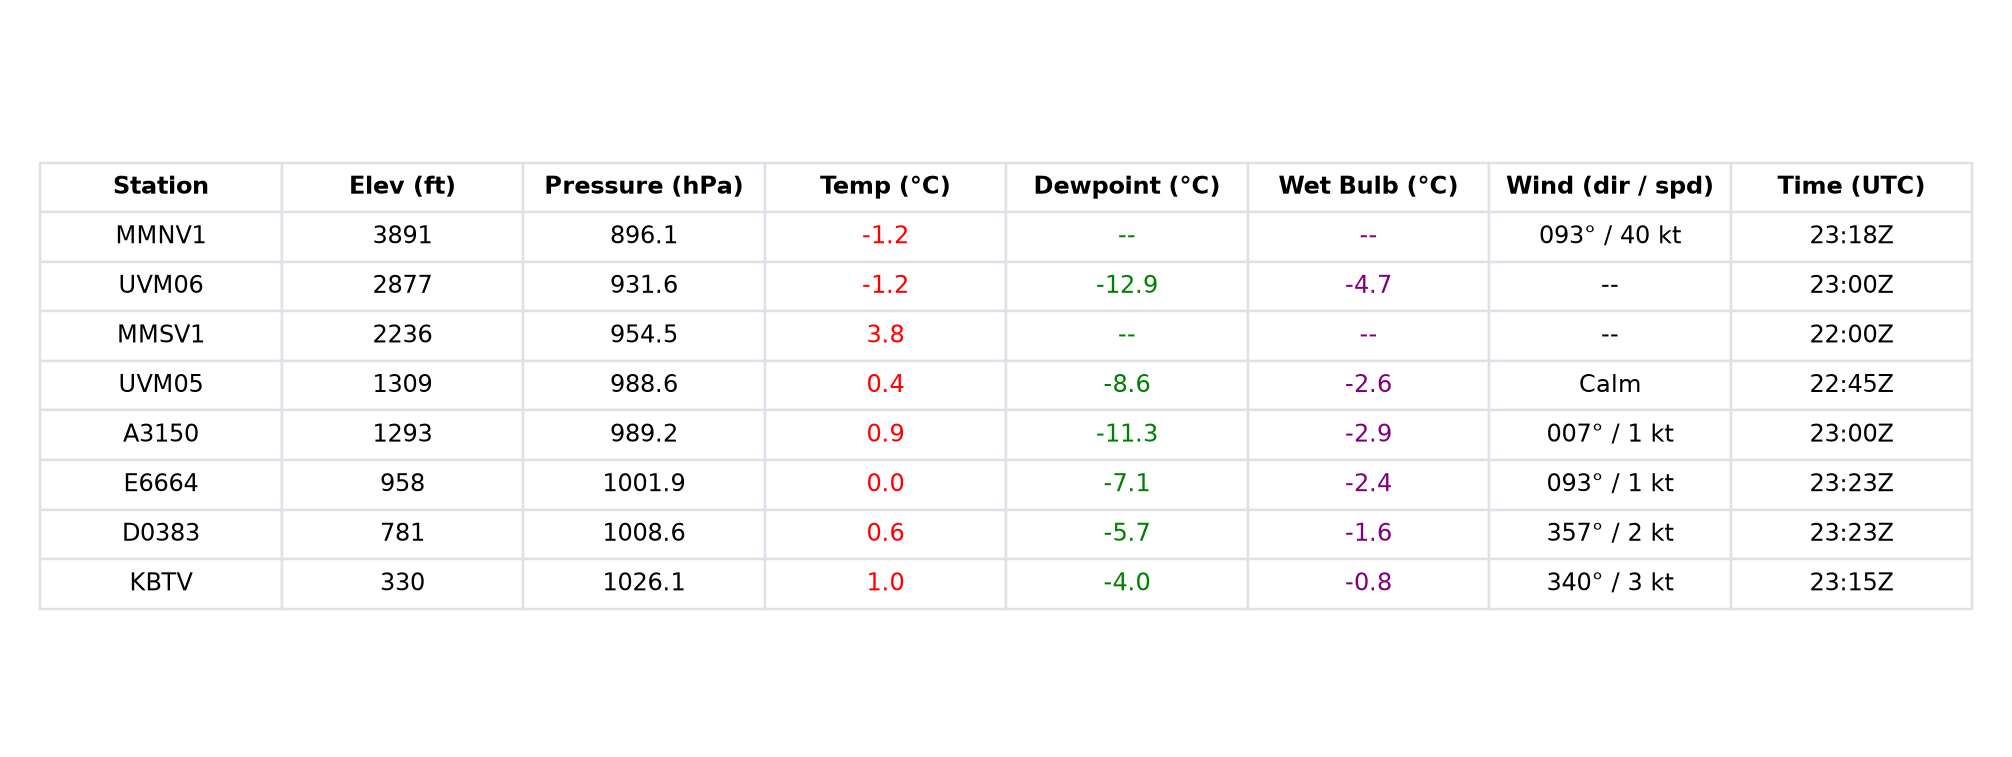 Station Elev (ft) Pressure (hPa) Temp (°C) Dewpoint (°C) Wet Bulb (°C) Wind (dir / spd) Time (UTC)
MMNV1 3891 896.1 -1.2 -- -- 093° / 40 kt 23:18Z
UVM06 2877 931.6 -1.2 -12.9 -4.7 -- 23:00Z
MMSV1 2236 954.5 3.8 -- -- -- 22:00Z
UVM05 1309 988.6 0.4 -8.6 -2.6 Calm 22:45Z
A3150 1293 989.2 0.9 -11.3 -2.9 007° / 1 kt 23:00Z
E6664 958 1001.9 0.0 -7.1 -2.4 093° / 1 kt 23:23Z
D0383 781 1008.6 0.6 -5.7 -1.6 357° / 2 kt 23:23Z
KBTV 330 1026.1 1.0 -4.0 -0.8 340° / 3 kt 23:15Z